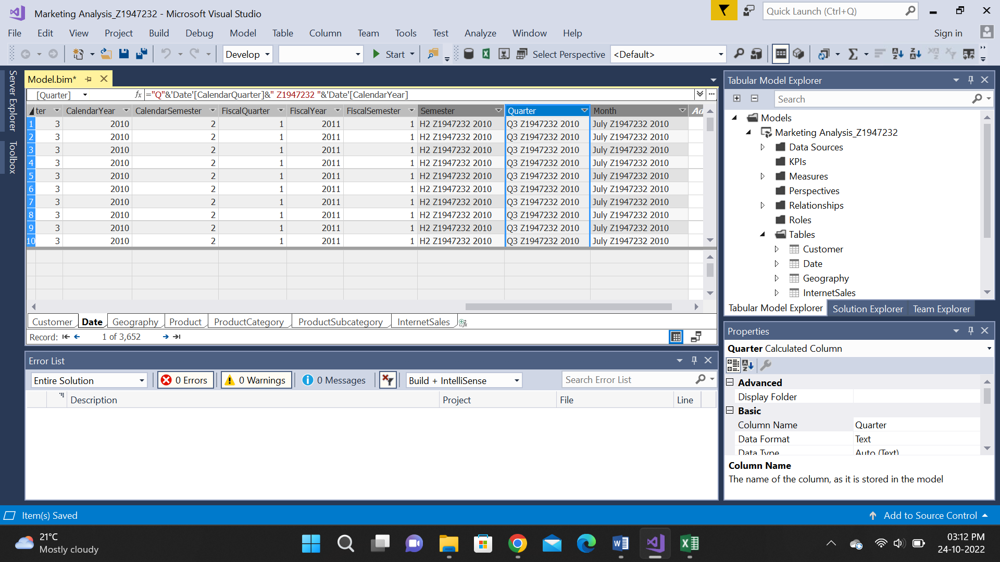 Marketing Analysis_Z1947232 - Microsoft Visual Studio
Quick Launch (Ctrl+Q)
File Edit View Project Build Debug Model Table Column Team Tools Test Analyze Window Help Sign in
Develop Start Select Perspective <Default>
Server Explorer
Toolbox
Model.bim*
[Quarter] fx ="Q"&'Date'[CalendarQuarter]&" Z1947232 "&'Date'[CalendarYear]
ter CalendarYear CalendarSemester FiscalQuarter FiscalYear FiscalSemester Semester Quarter Month Ad
1 3 2010 2 1 2011 1 H2 Z1947232 2010 Q3 Z1947232 2010 July Z1947232 2010
2 3 2010 2 1 2011 1 H2 Z1947232 2010 Q3 Z1947232 2010 July Z1947232 2010
3 3 2010 2 1 2011 1 H2 Z1947232 2010 Q3 Z1947232 2010 July Z1947232 2010
4 3 2010 2 1 2011 1 H2 Z1947232 2010 Q3 Z1947232 2010 July Z1947232 2010
5 3 2010 2 1 2011 1 H2 Z1947232 2010 Q3 Z1947232 2010 July Z1947232 2010
6 3 2010 2 1 2011 1 H2 Z1947232 2010 Q3 Z1947232 2010 July Z1947232 2010
7 3 2010 2 1 2011 1 H2 Z1947232 2010 Q3 Z1947232 2010 July Z1947232 2010
8 3 2010 2 1 2011 1 H2 Z1947232 2010 Q3 Z1947232 2010 July Z1947232 2010
9 3 2010 2 1 2011 1 H2 Z1947232 2010 Q3 Z1947232 2010 July Z1947232 2010
10 3 2010 2 1 2011 1 H2 Z1947232 2010 Q3 Z1947232 2010 July Z1947232 2010
Customer Date Geography Product ProductCategory ProductSubcategory InternetSales
Record: 1 of 3,652
Error List
Entire Solution 0 Errors 0 Warnings 0 Messages Build + IntelliSense Search Error List
Description Project File Line
Tabular Model Explorer
Search
Models
Marketing Analysis_Z1947232
Data Sources
KPIs
Measures
Perspectives
Relationships
Roles
Tables
Customer
Date
Geography
InternetSales
Tabular Model Explorer Solution Explorer Team Explorer
Properties
Quarter Calculated Column
Advanced
Display Folder
Basic
Column Name Quarter
Data Format Text
Data Type Auto (Text)
Column Name
The name of the column, as it is stored in the model
Item(s) Saved Add to Source Control
21°C
Mostly cloudy
03:12 PM
24-10-2022